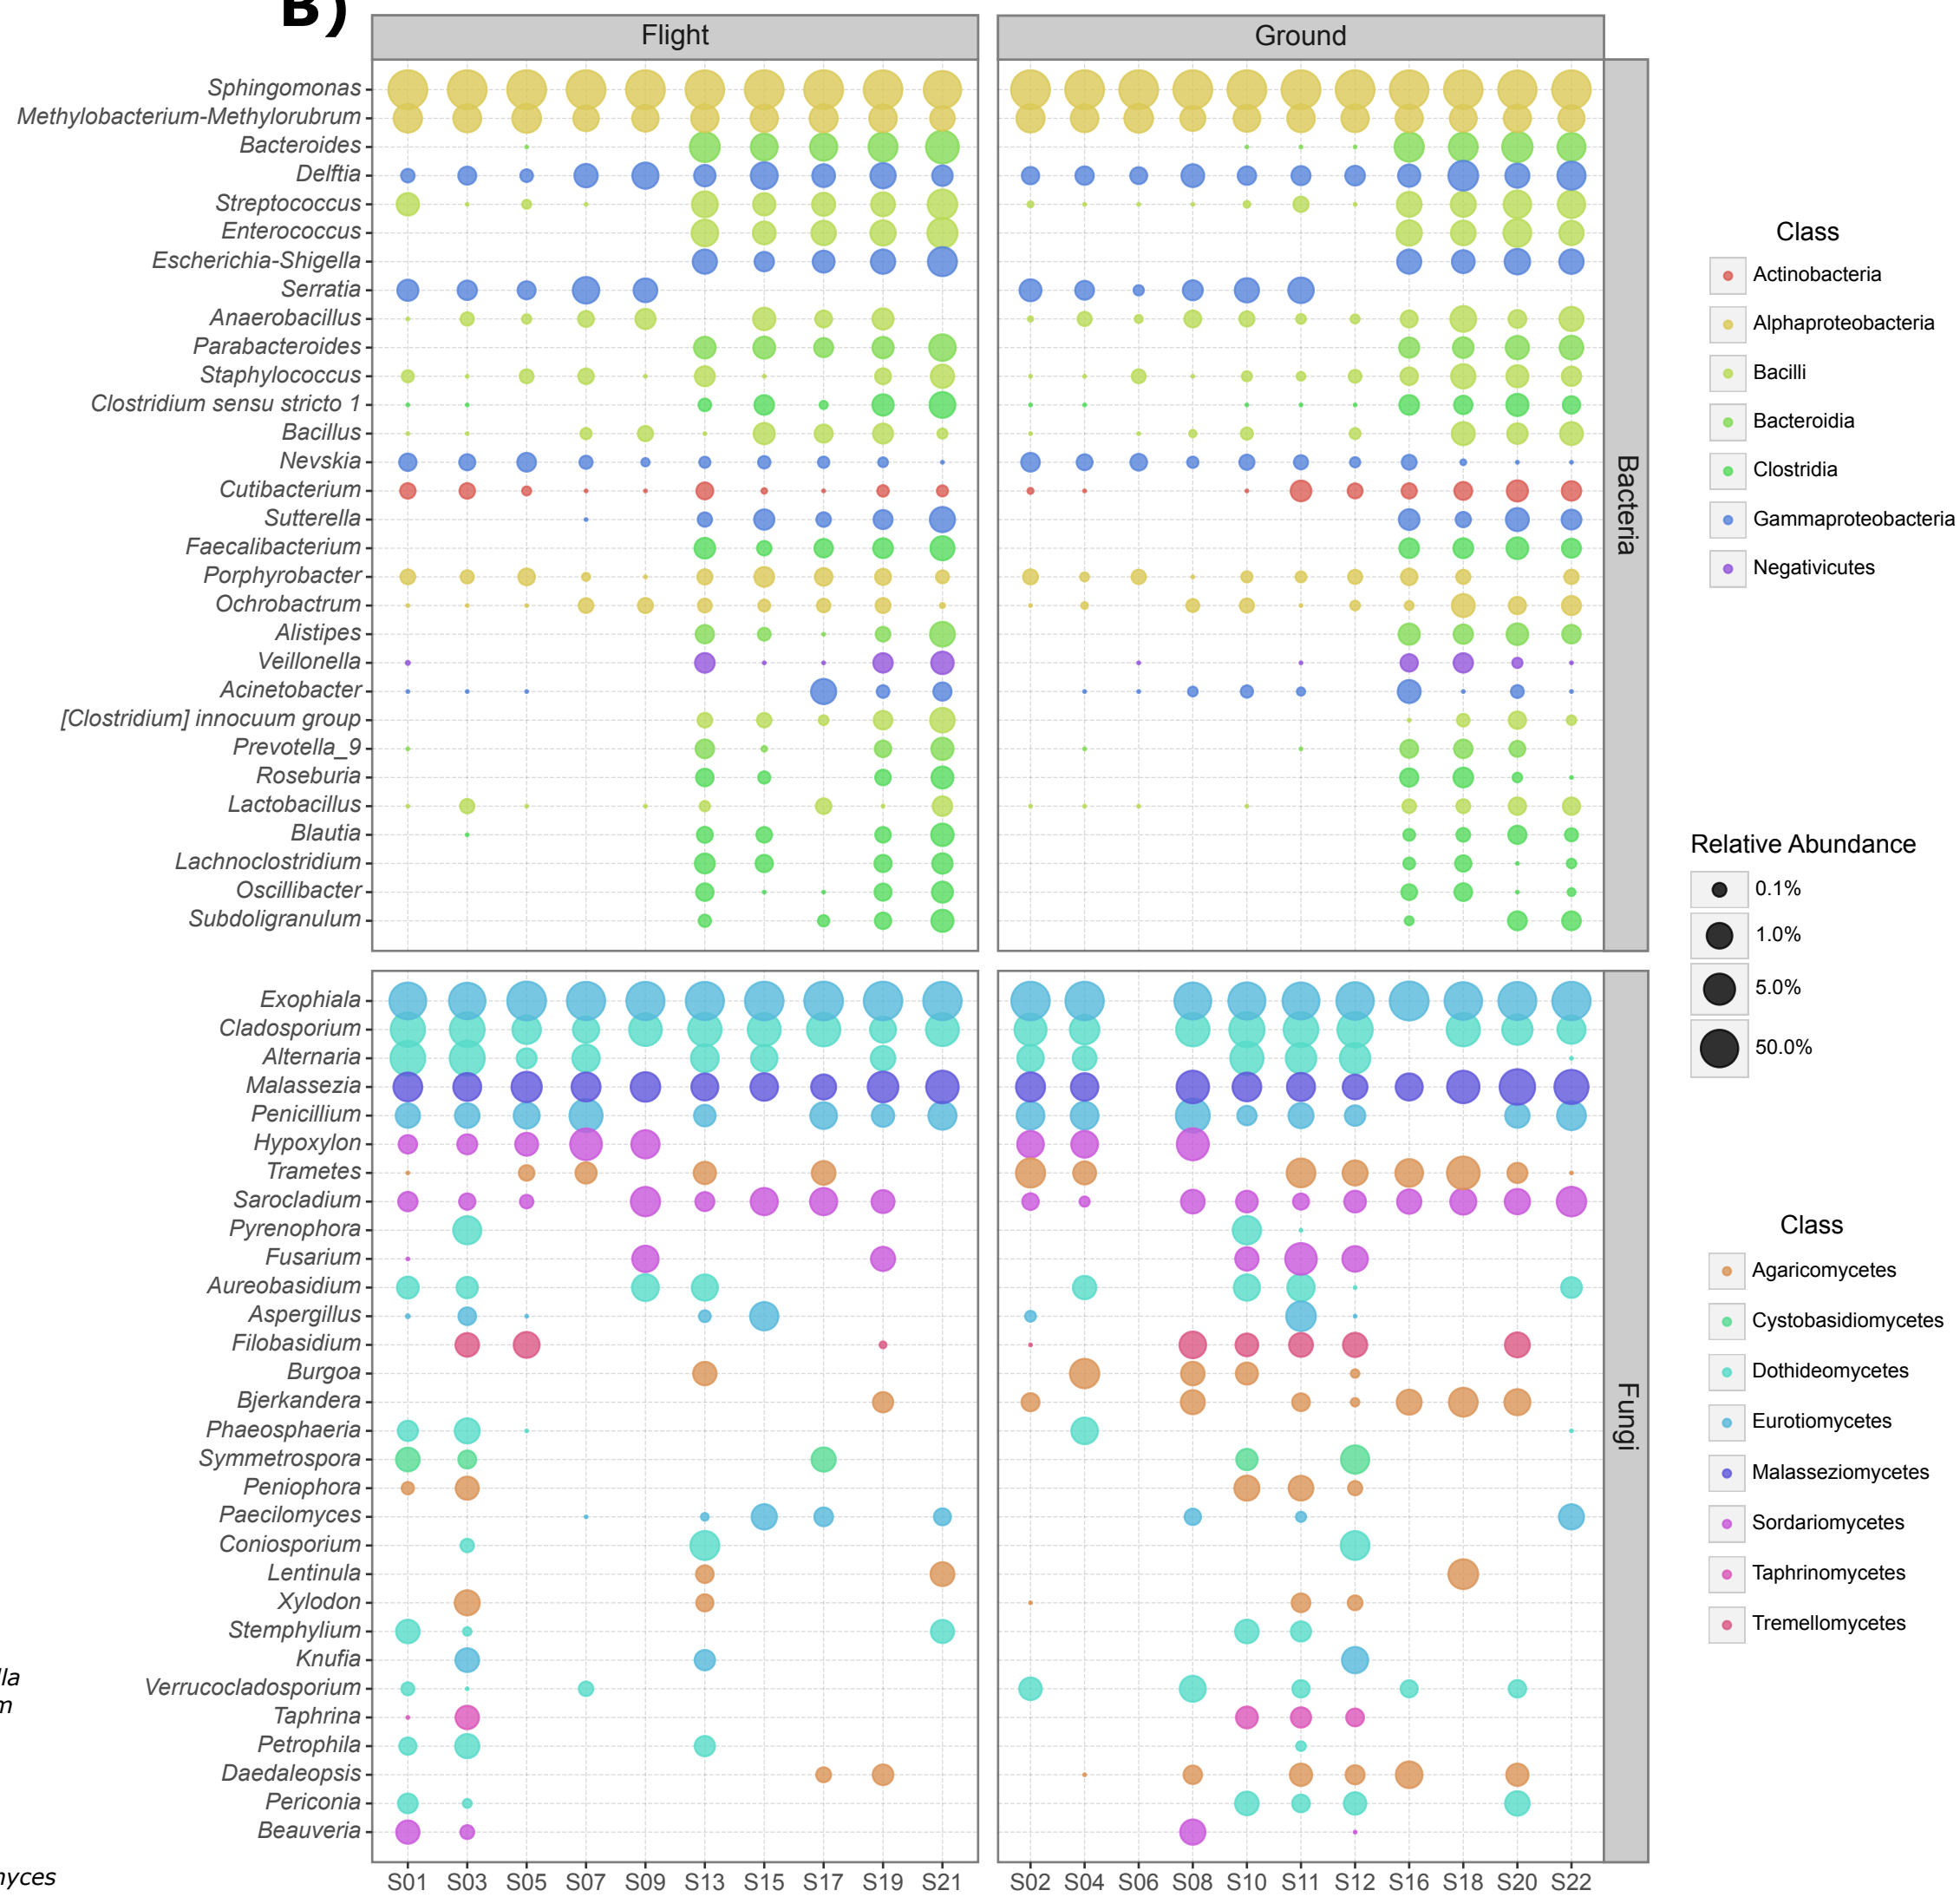 B)
Flight
Ground
Sphingomonas
Methylobacterium-Methylorubrum
Bacteroides
Delftia
Streptococcus
Enterococcus
Escherichia-Shigella
Serratia
Anaerobacillus
Parabacteroides
Staphylococcus
Clostridium sensu stricto 1
Bacillus
Nevskia
Cutibacterium
Sutterella
Faecalibacterium
Porphyrobacter
Ochrobactrum
Alistipes
Veillonella
Acinetobacter
[Clostridium] innocuum group
Prevotella_9
Roseburia
Lactobacillus
Blautia
Lachnoclostridium
Oscillibacter
Subdoligranulum
Bacteria
Exophiala
Cladosporium
Alternaria
Malassezia
Penicillium
Hypoxylon
Trametes
Sarocladium
Pyrenophora
Fusarium
Aureobasidium
Aspergillus
Filobasidium
Burgoa
Bjerkandera
Phaeosphaeria
Symmetrospora
Peniophora
Paecilomyces
Coniosporium
Lentinula
Xylodon
Stemphylium
Knufia
Verrucocladosporium
Taphrina
Petrophila
Daedaleopsis
Periconia
Beauveria
Fungi
S01 S03 S05 S07 S09 S13 S15 S17 S19 S21
S02 S04 S06 S08 S10 S11 S12 S16 S18 S20 S22
Class
Actinobacteria
Alphaproteobacteria
Bacilli
Bacteroidia
Clostridia
Gammaproteobacteria
Negativicutes
Relative Abundance
0.1%
1.0%
5.0%
50.0%
Class
Agaricomycetes
Cystobasidiomycetes
Dothideomycetes
Eurotiomycetes
Malasseziomycetes
Sordariomycetes
Taphrinomycetes
Tremellomycetes